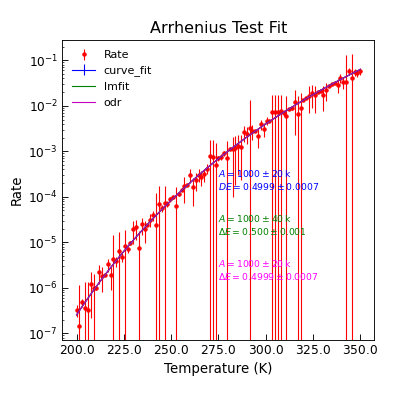 Arrhenius Test Fit
Rate
curve_fit
lmfit
odr
10⁻¹
10⁻²
10⁻³
10⁻⁴
10⁻⁵
10⁻⁶
10⁻⁷
Rate
A = 1000 ± 20 k
DE = 0.4999 ± 0.0007
A = 1000 ± 40 k
ΔE = 0.500 ± 0.001
A = 1000 ± 20 k
ΔE = 0.4999 ± 0.0007
200.0 225.0 250.0 275.0 300.0 325.0 350.0
Temperature (K)